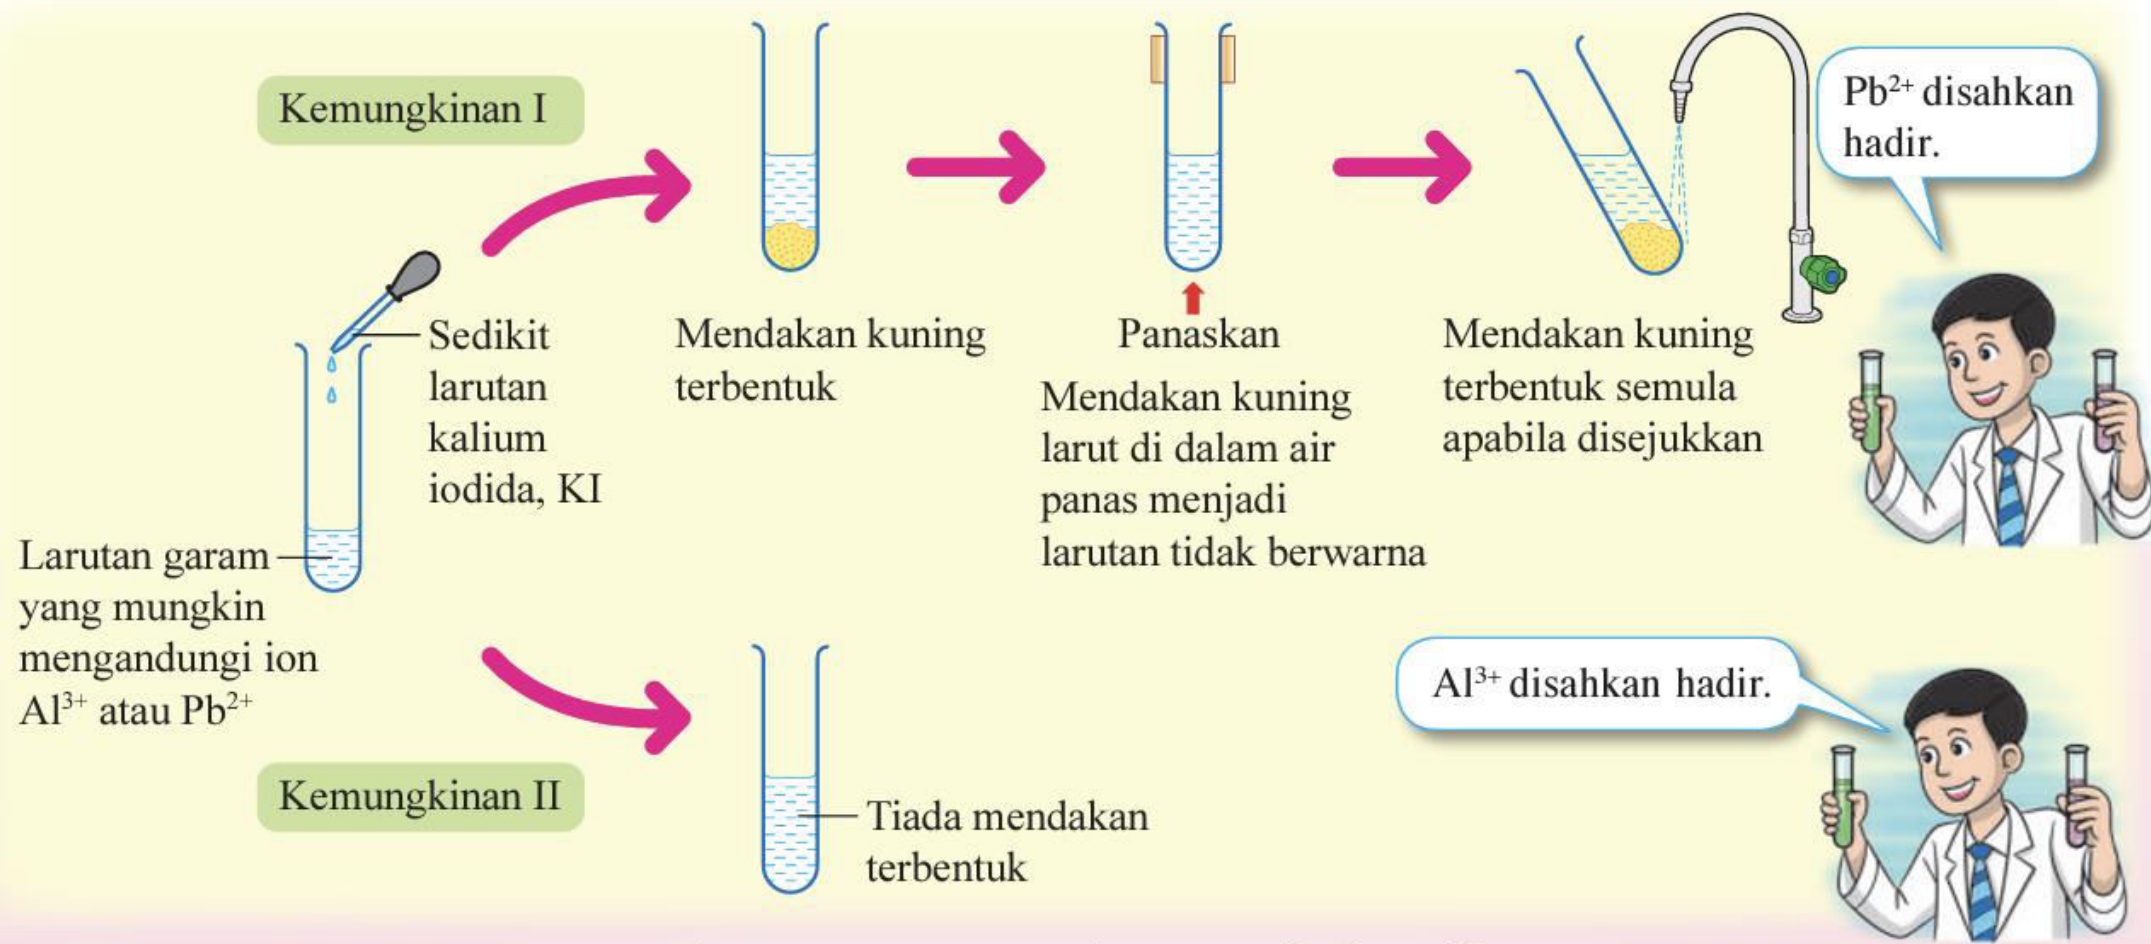 Kemungkinan I
Sedikit
larutan
kalium
iodida, KI
Larutan garam
yang mungkin
mengandungi ion
Al³⁺ atau Pb²⁺
Mendakan kuning
terbentuk
Panaskan
Mendakan kuning
larut di dalam air
panas menjadi
larutan tidak berwarna
Mendakan kuning
terbentuk semula
apabila disejukkan
Pb²⁺ disahkan
hadir.
Kemungkinan II
Tiada mendakan
terbentuk
Al³⁺ disahkan hadir.